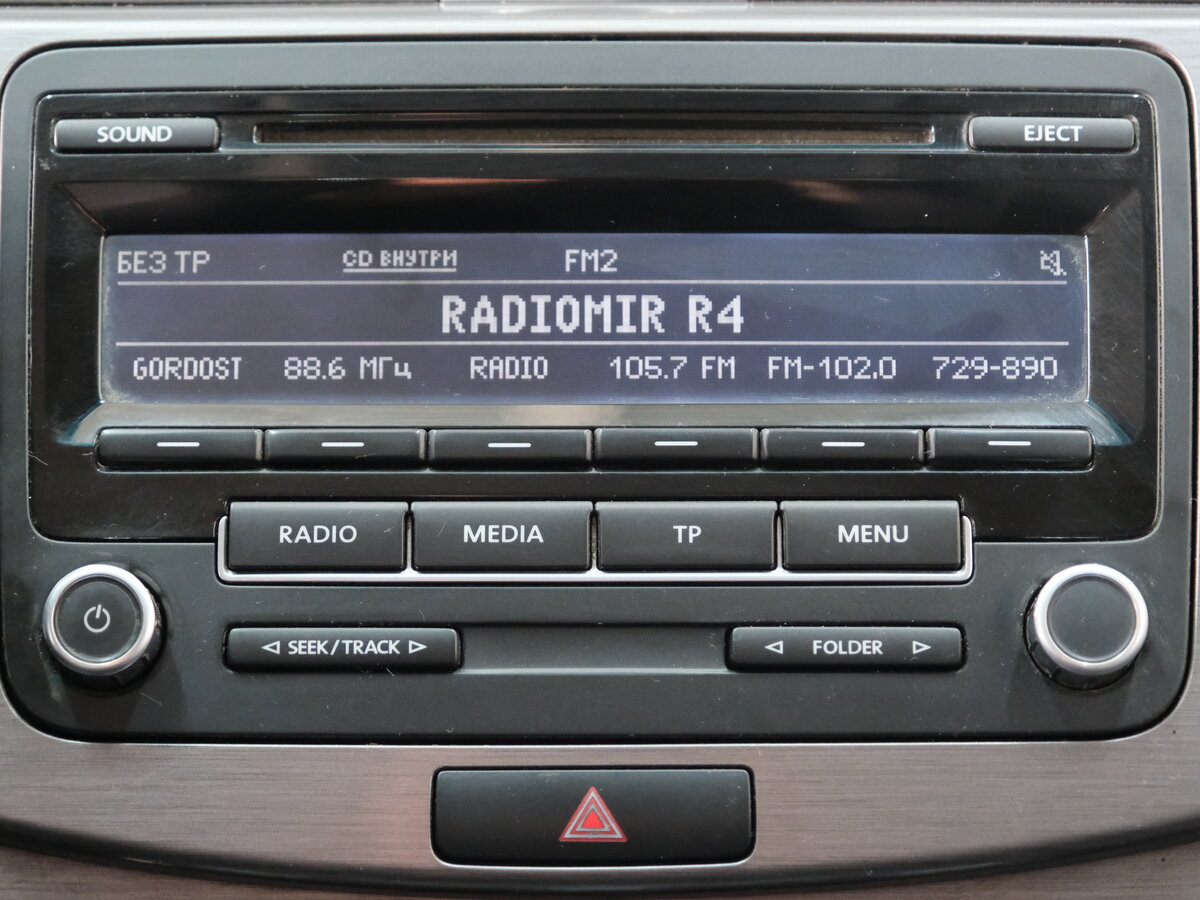 SOUND EJECT
БЕЗ TP CD ВНУТРИ FM2
RADIOMIR R4
GORDOST 88.6 МГц RADIO 105.7 FM FM-102.0 729-890
RADIO MEDIA TP MENU
SEEK/TRACK FOLDER